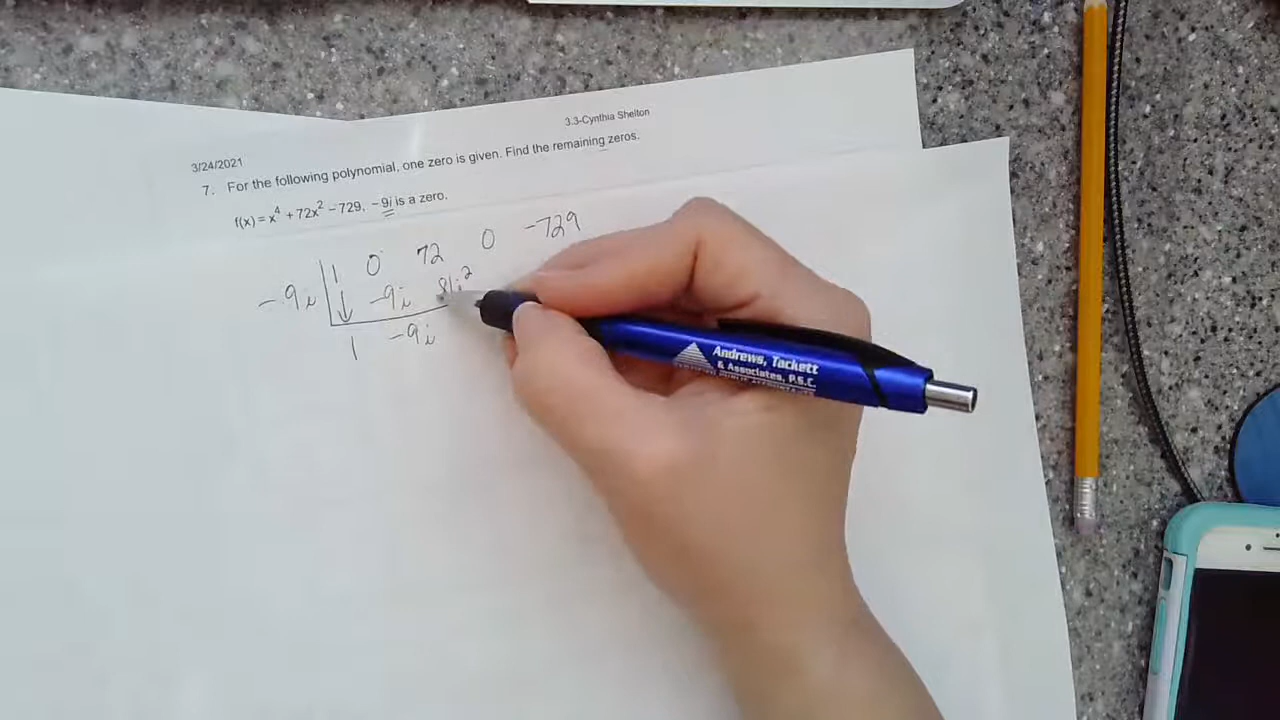 3.3-Cynthia Shelton
3/24/2021
7. For the following polynomial, one zero is given. Find the remaining zeros.
f(x) = x⁴ + 72x² − 729, −9i is a zero.
1 0 72 0 -729
-9i -9i 81i²
1 -9i
Andrews, Tackett
& Associates, P.S.C.